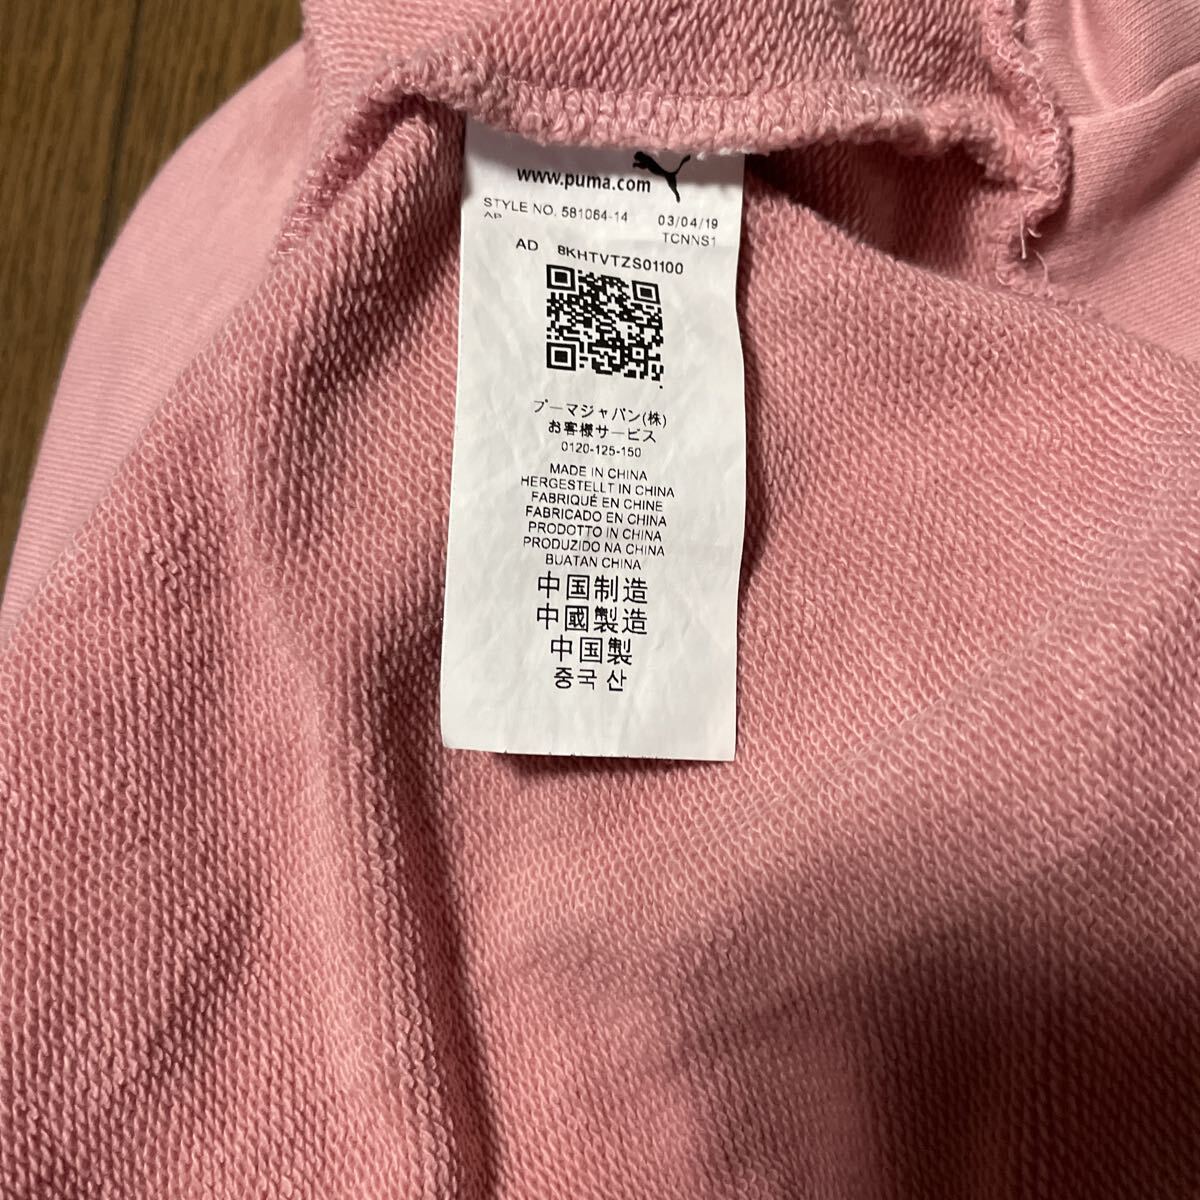 www.puma.com
STYLE NO. 581064-14 03/04/19
AP TCNNS1
AD 8KHTVTZS01100
プーマジャパン(株)
お客様サービス
0120-125-150
MADE IN CHINA
HERGESTELLT IN CHINA
FABRIQUÉ EN CHINE
FABRICADO EN CHINA
PRODOTTO IN CHINA
PRODUZIDO NA CHINA
BUATAN CHINA
中国制造
中國製造
中国製
중국 산